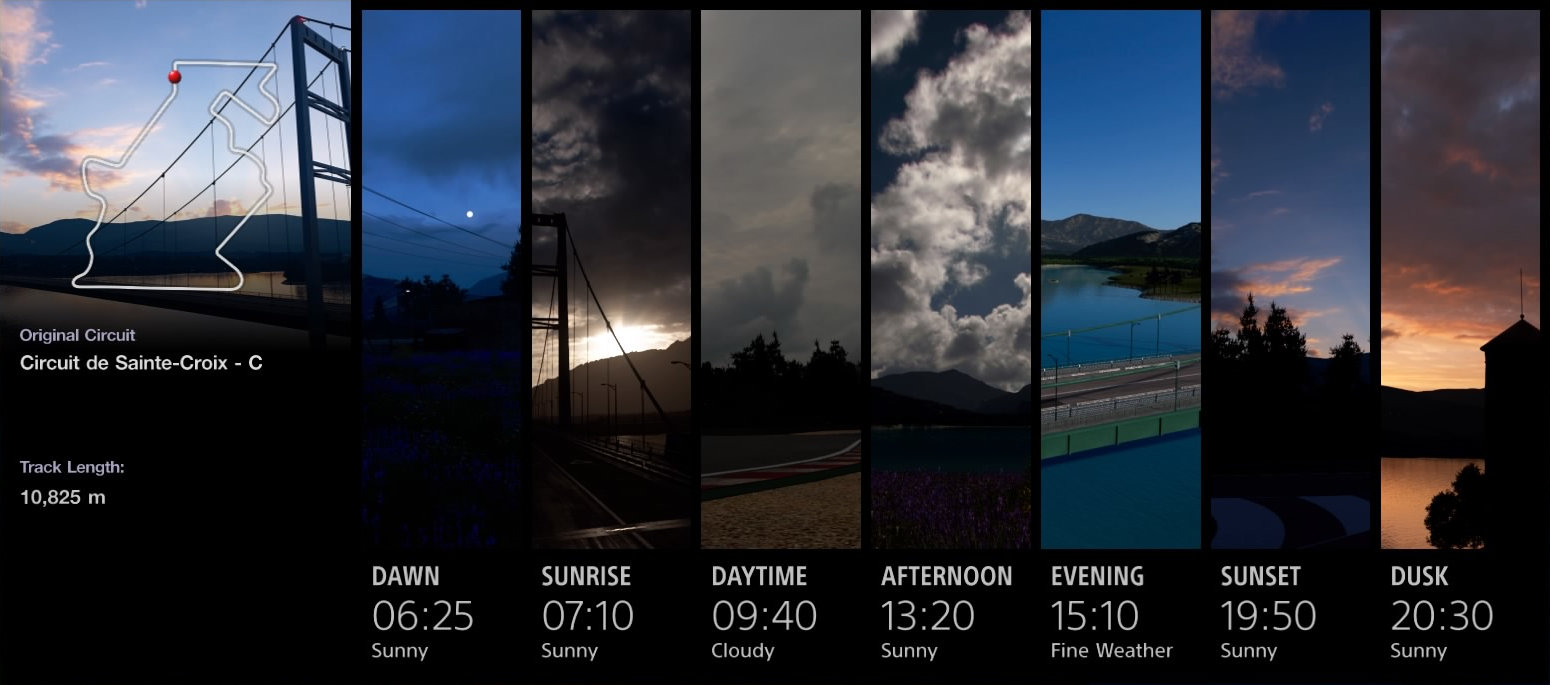 Original Circuit
Circuit de Sainte-Croix - C
Track Length:
10,825 m
DAWN
06:25
Sunny
SUNRISE
07:10
Sunny
DAYTIME
09:40
Cloudy
AFTERNOON
13:20
Sunny
EVENING
15:10
Fine Weather
SUNSET
19:50
Sunny
DUSK
20:30
Sunny